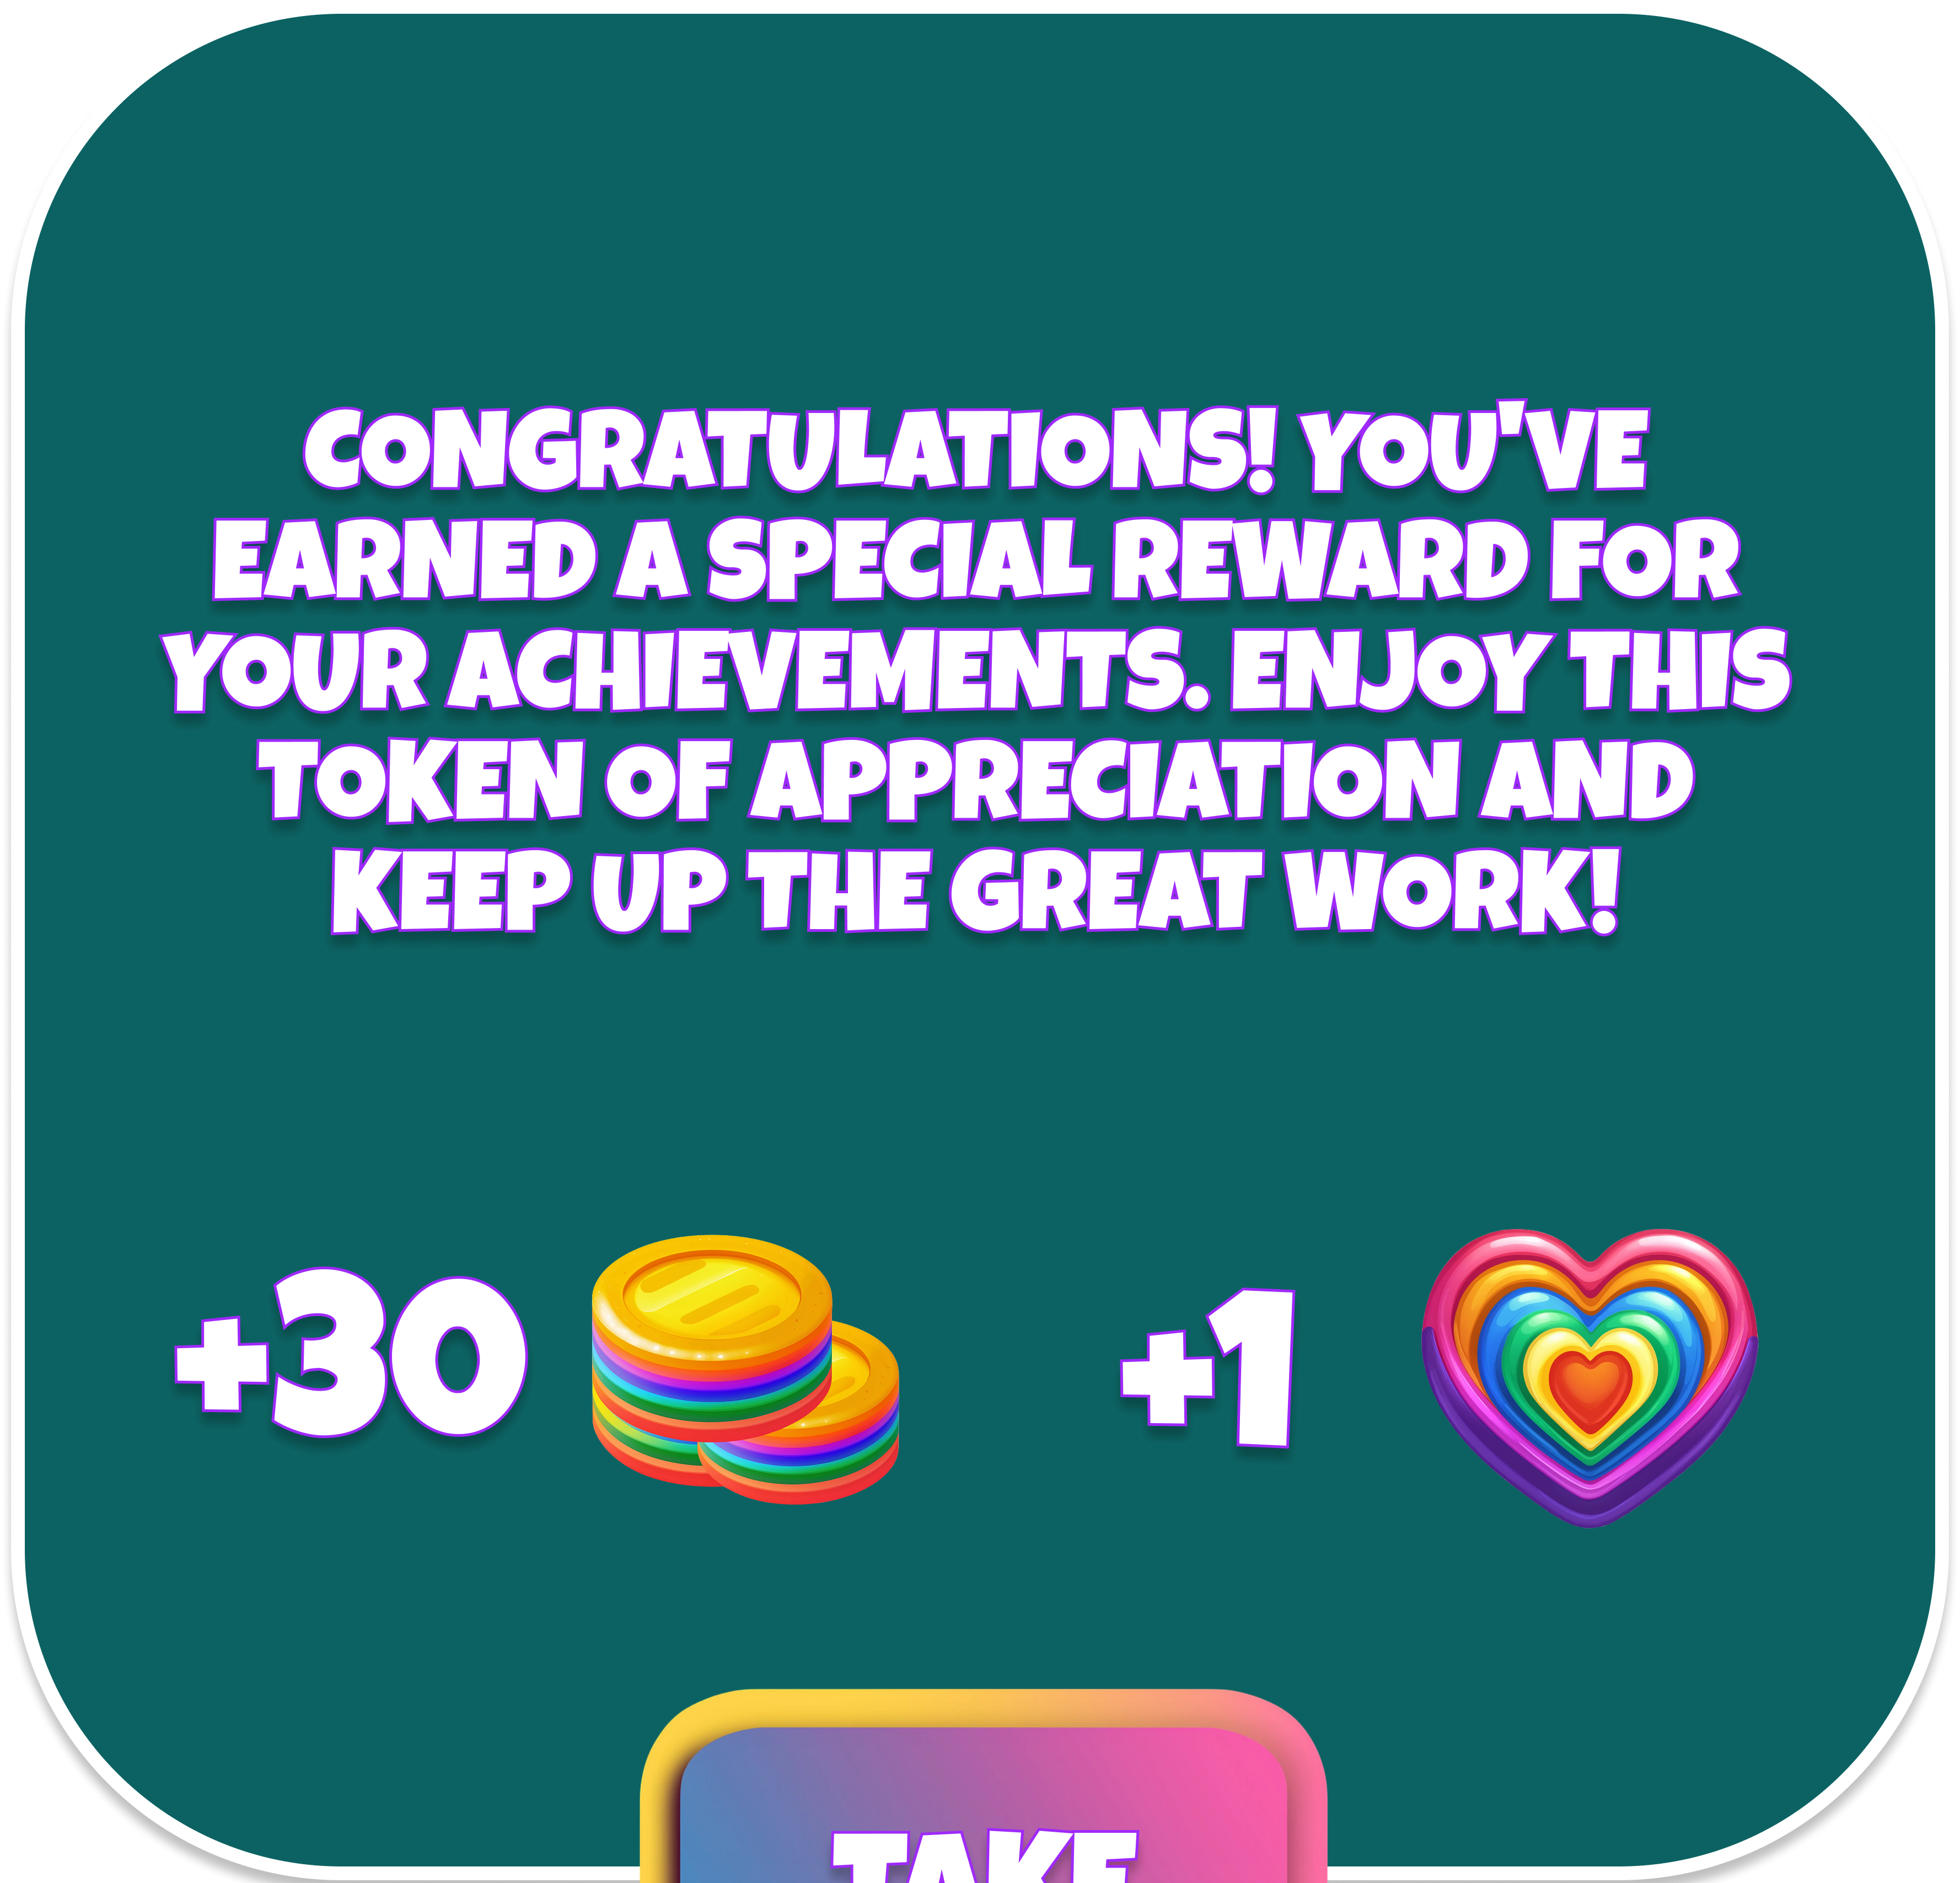 CONGRATULATIONS! YOU'VE
EARNED A SPECIAL REWARD FOR
YOUR ACHIEVEMENTS. ENJOY THIS
TOKEN OF APPRECIATION AND
KEEP UP THE GREAT WORK!
+30 +1
TAKE